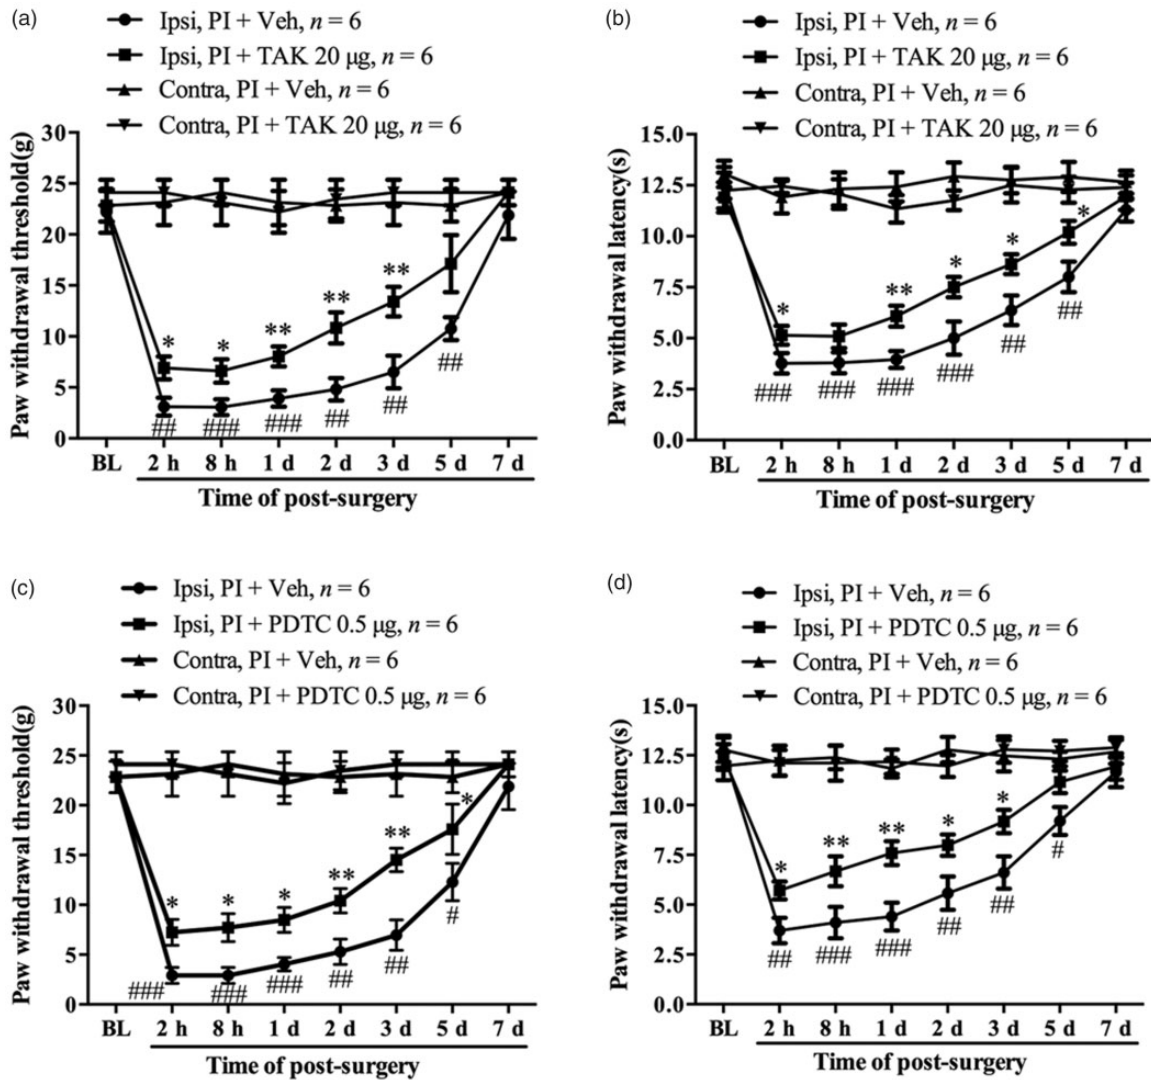 (a)
Ipsi, PI + Veh, n = 6
Ipsi, PI + TAK 20 μg, n = 6
Contra, PI + Veh, n = 6
Contra, PI + TAK 20 μg, n = 6
Paw withdrawal threshold(g)
30
25
20
15
10
5
0
* * ** ** **
## ### ### ## ## ##
BL 2 h 8 h 1 d 2 d 3 d 5 d 7 d
Time of post-surgery
(b)
Ipsi, PI + Veh, n = 6
Ipsi, PI + TAK 20 μg, n = 6
Contra, PI + Veh, n = 6
Contra, PI + TAK 20 μg, n = 6
Paw withdrawal latency(s)
15.0
12.5
10.0
7.5
5.0
2.5
0.0
* ** * * *
### ### ### ### ## ##
BL 2 h 8 h 1 d 2 d 3 d 5 d 7 d
Time of post-surgery
(c)
Ipsi, PI + Veh, n = 6
Ipsi, PI + PDTC 0.5 μg, n = 6
Contra, PI + Veh, n = 6
Contra, PI + PDTC 0.5 μg, n = 6
Paw withdrawal threshold(g)
30
25
20
15
10
5
0
* * * ** ** *
### ### ### ## ## #
BL 2 h 8 h 1 d 2 d 3 d 5 d 7 d
Time of post-surgery
(d)
Ipsi, PI + Veh, n = 6
Ipsi, PI + PDTC 0.5 μg, n = 6
Contra, PI + Veh, n = 6
Contra, PI + PDTC 0.5 μg, n = 6
Paw withdrawal latency(s)
15.0
12.5
10.0
7.5
5.0
2.5
0.0
* ** ** * *
## ### ### ## ## #
BL 2 h 8 h 1 d 2 d 3 d 5 d 7 d
Time of post-surgery